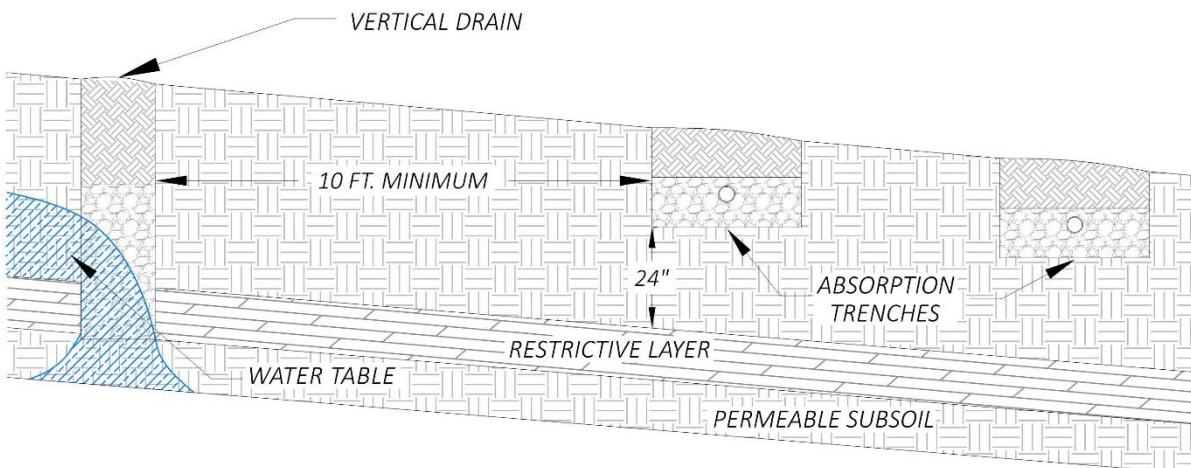 VERTICAL DRAIN
10 FT. MINIMUM
24"
ABSORPTION
TRENCHES
RESTRICTIVE LAYER
WATER TABLE
PERMEABLE SUBSOIL